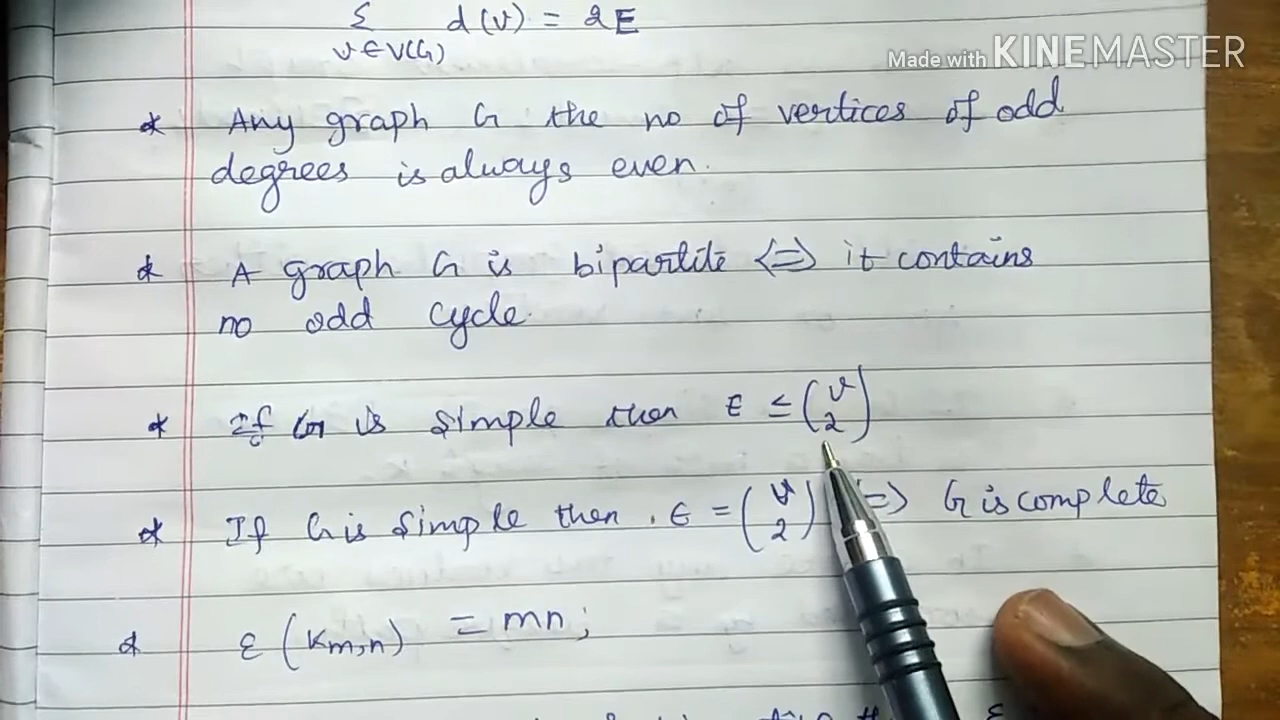 Σ d(v) = 2E
v∈V(G)
Made with KINEMASTER
* Any graph G the no of vertices of odd
degrees is always even.
* A graph G is bipartite <=> it contains
no odd cycle.
* If G is simple then ε ≤ (v 2)
* If G is simple then . ε = (v 2) => G is complete
* ε (Km,n) = mn;